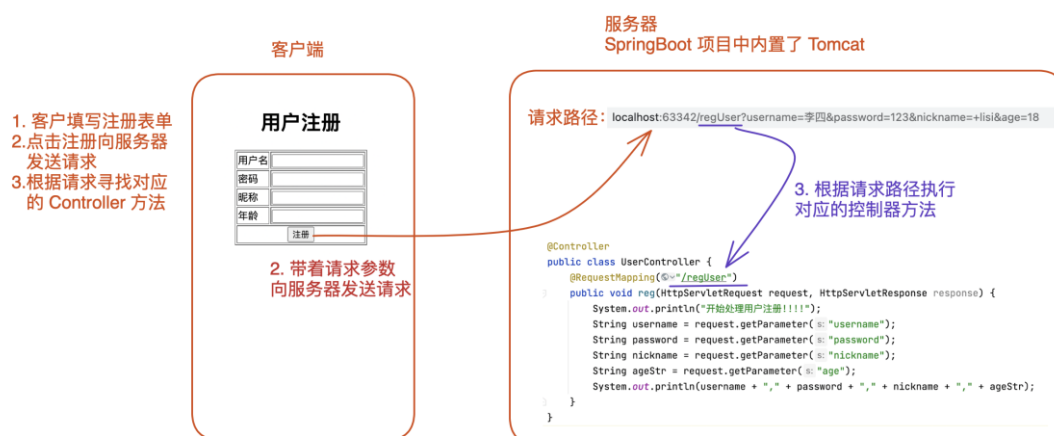 服务器
SpringBoot 项目中内置了 Tomcat
客户端
1. 客户填写注册表单
2.点击注册向服务器
发送请求
3.根据请求寻找对应
的 Controller 方法
用户注册
用户名
密码
昵称
年龄
注册
2. 带着请求参数
向服务器发送请求
请求路径：localhost:63342/regUser?username=李四&password=123&nickname=+lisi&age=18
3. 根据请求路径执行
对应的控制器方法
@Controller
public class UserController {
@RequestMapping("/regUser")
public void reg(HttpServletRequest request, HttpServletResponse response) {
System.out.println("开始处理用户注册!!!!");
String username = request.getParameter( s: "username");
String password = request.getParameter( s: "password");
String nickname = request.getParameter( s: "nickname");
String ageStr = request.getParameter( s: "age");
System.out.println(username + "," + password + "," + nickname + "," + ageStr);
}
}